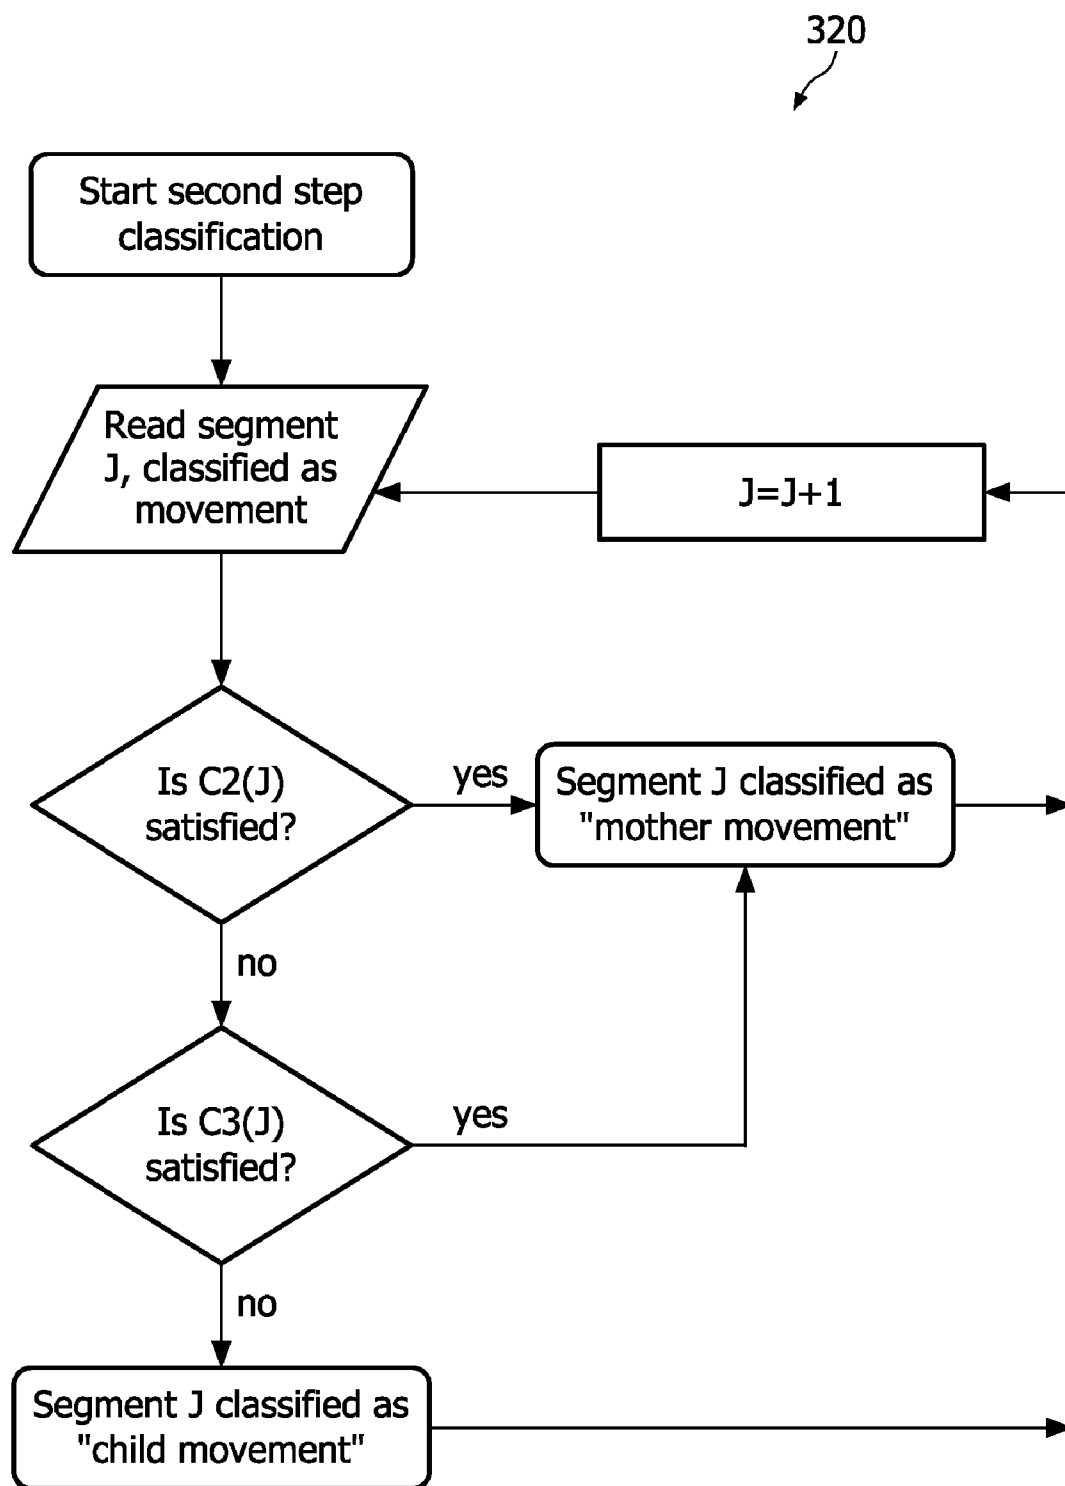 320
Start second step
classification
Read segment
J, classified as
movement
J=J+1
Is C2(J)
satisfied?
yes
Segment J classified as
"mother movement"
no
Is C3(J)
satisfied?
yes
no
Segment J classified as
"child movement"